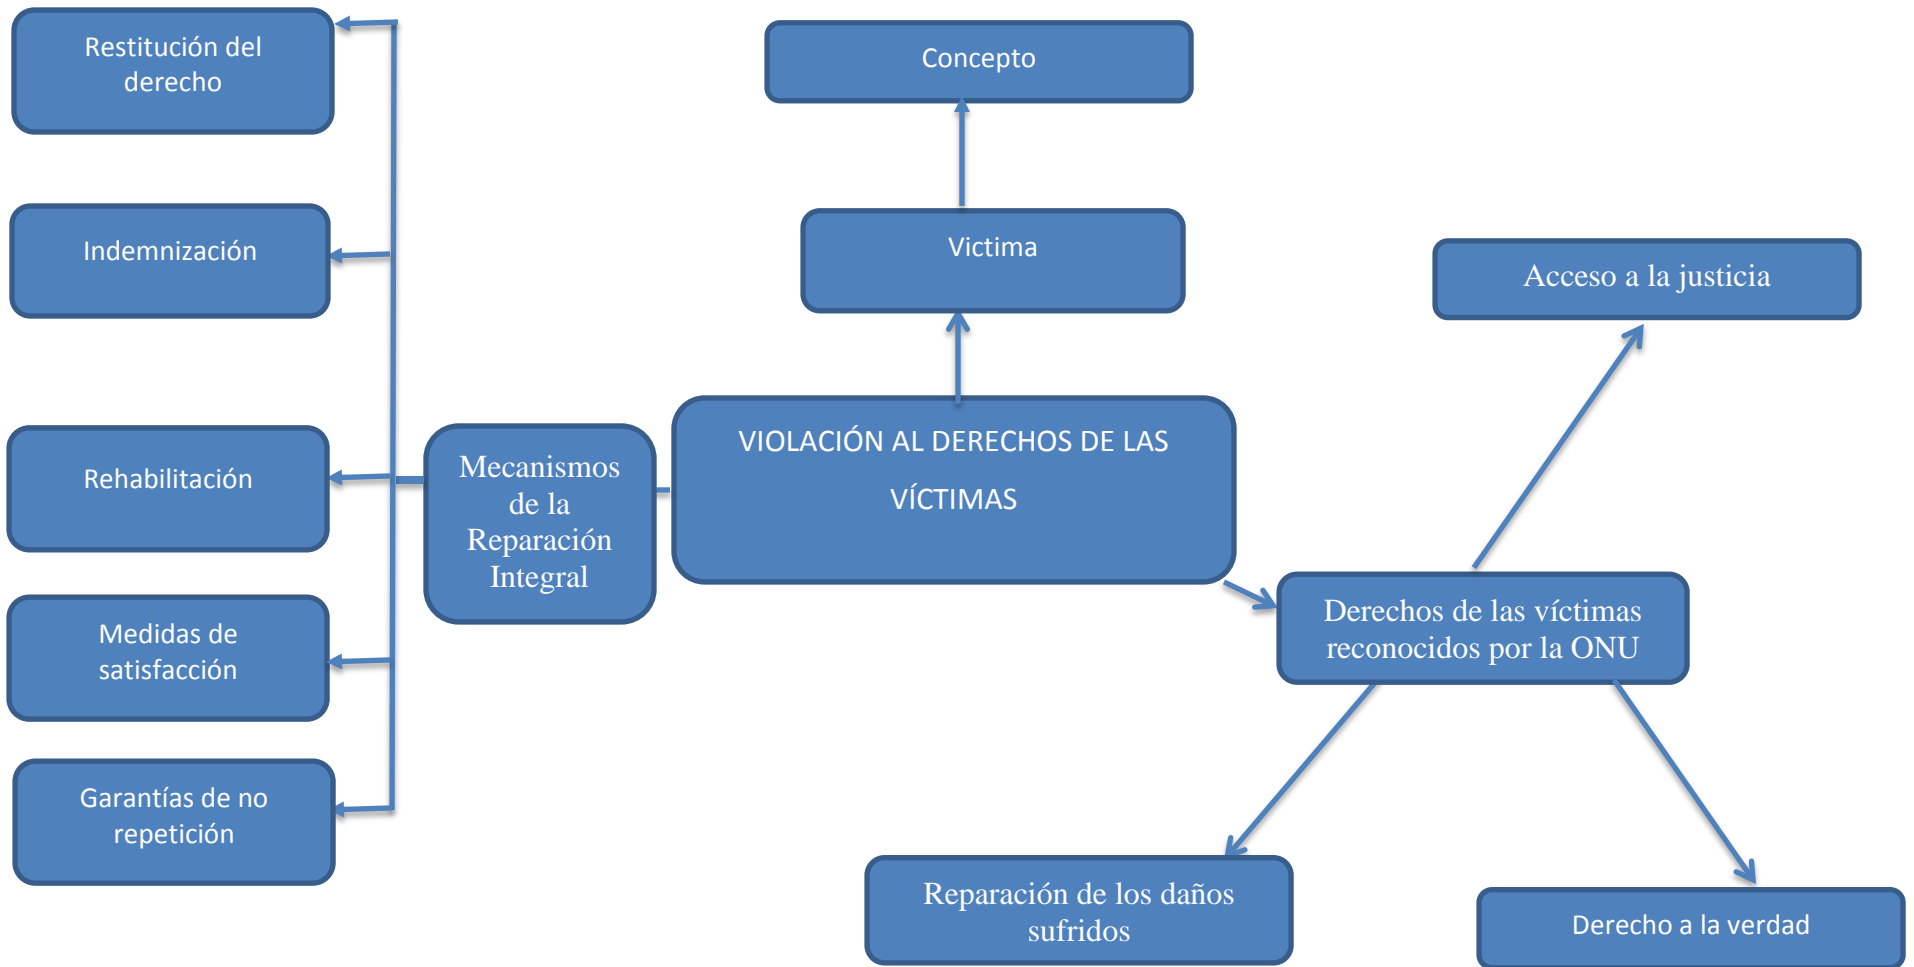 Restitución del
derecho
Indemnización
Rehabilitación
Medidas de
satisfacción
Garantías de no
repetición
Mecanismos
de la
Reparación
Integral
Concepto
Victima
VIOLACIÓN AL DERECHOS DE LAS
VÍCTIMAS
Acceso a la justicia
Derechos de las víctimas
reconocidos por la ONU
Reparación de los daños
sufridos
Derecho a la verdad